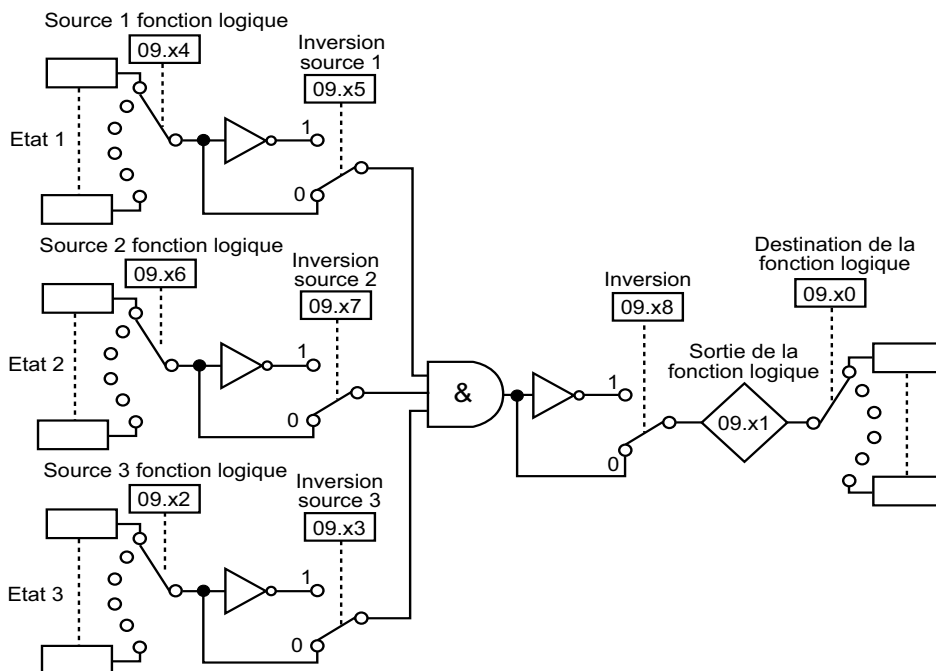 Source 1 fonction logique
09.x4
Inversion
source 1
09.x5
Etat 1
1
0
Source 2 fonction logique
09.x6
Inversion
source 2
09.x7
Etat 2
1
0
Source 3 fonction logique
09.x2
Inversion
source 3
09.x3
Etat 3
1
0
&
Inversion
09.x8
1
0
Sortie de la
fonction logique
09.x1
Destination de la
fonction logique
09.x0